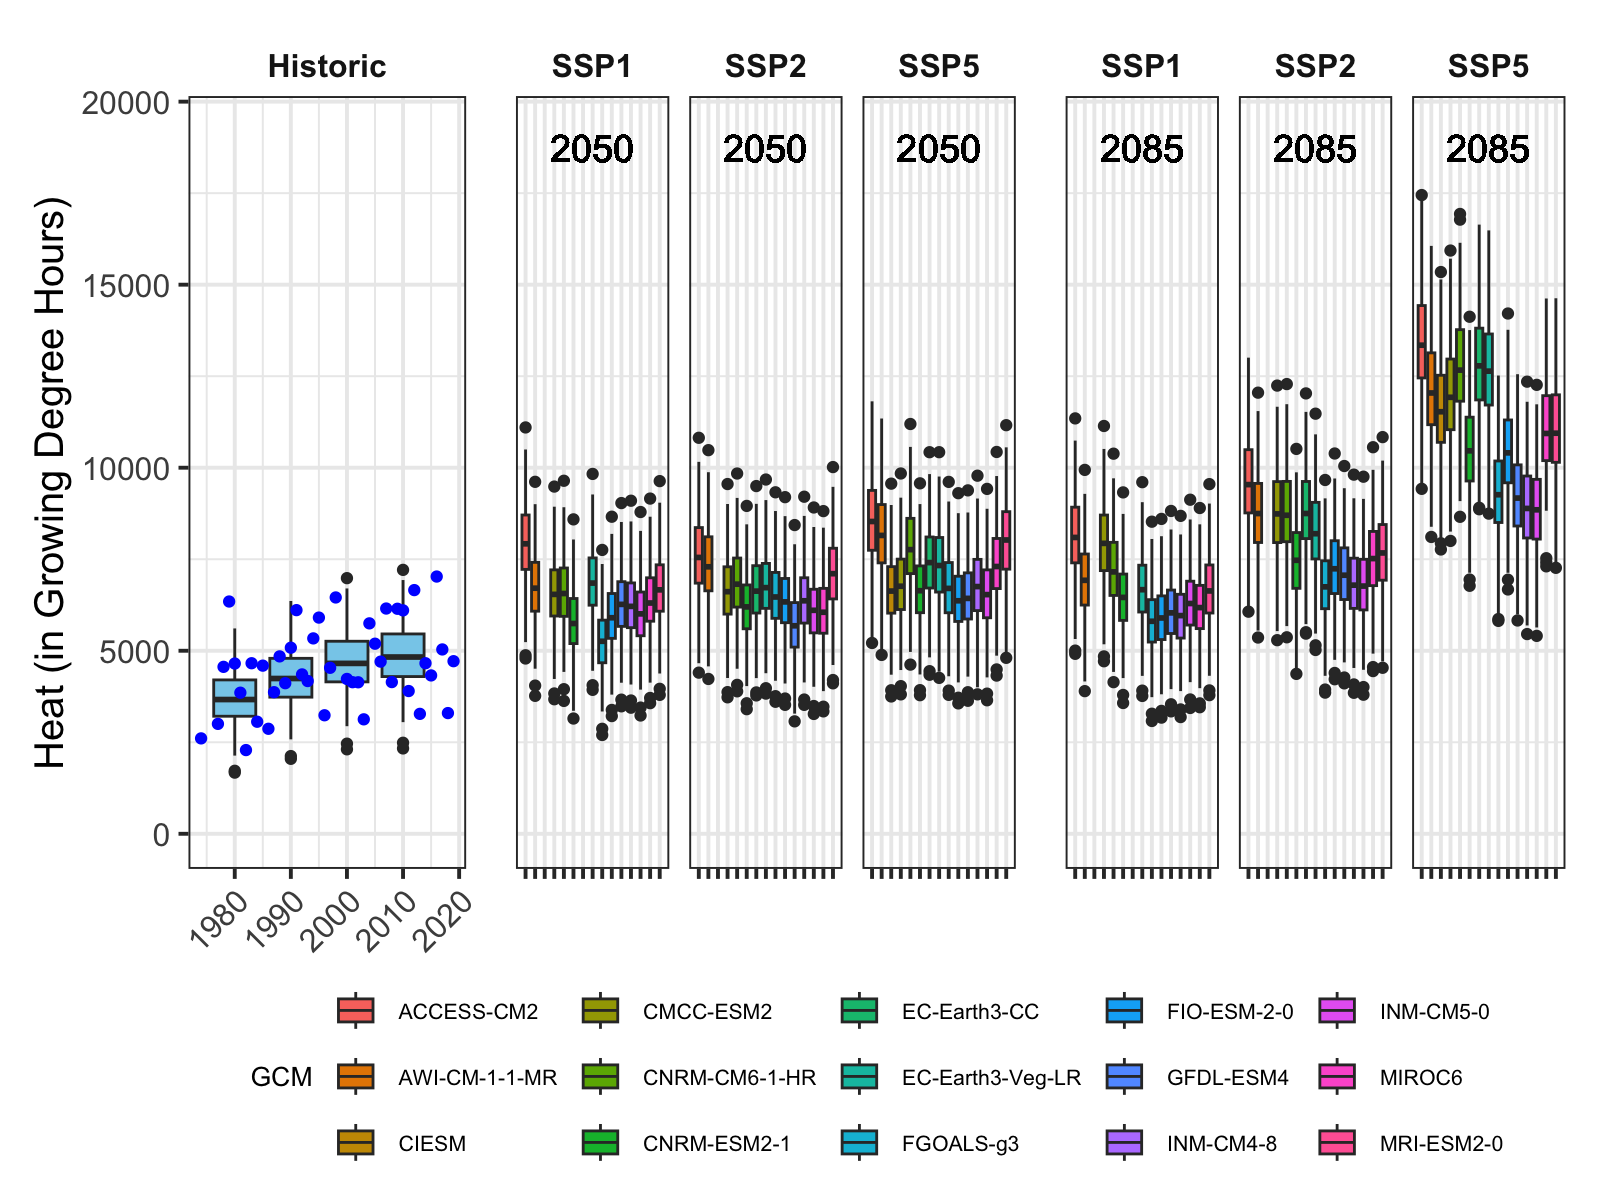 Historic SSP1 SSP2 SSP5 SSP1 SSP2 SSP5
2050 2050 2050 2085 2085 2085
Heat (in Growing Degree Hours)
20000
15000
10000
5000
0
1980 1990 2000 2010 2020
GCM
ACCESS-CM2 CMCC-ESM2 EC-Earth3-CC FIO-ESM-2-0 INM-CM5-0
AWI-CM-1-1-MR CNRM-CM6-1-HR EC-Earth3-Veg-LR GFDL-ESM4 MIROC6
CIESM CNRM-ESM2-1 FGOALS-g3 INM-CM4-8 MRI-ESM2-0